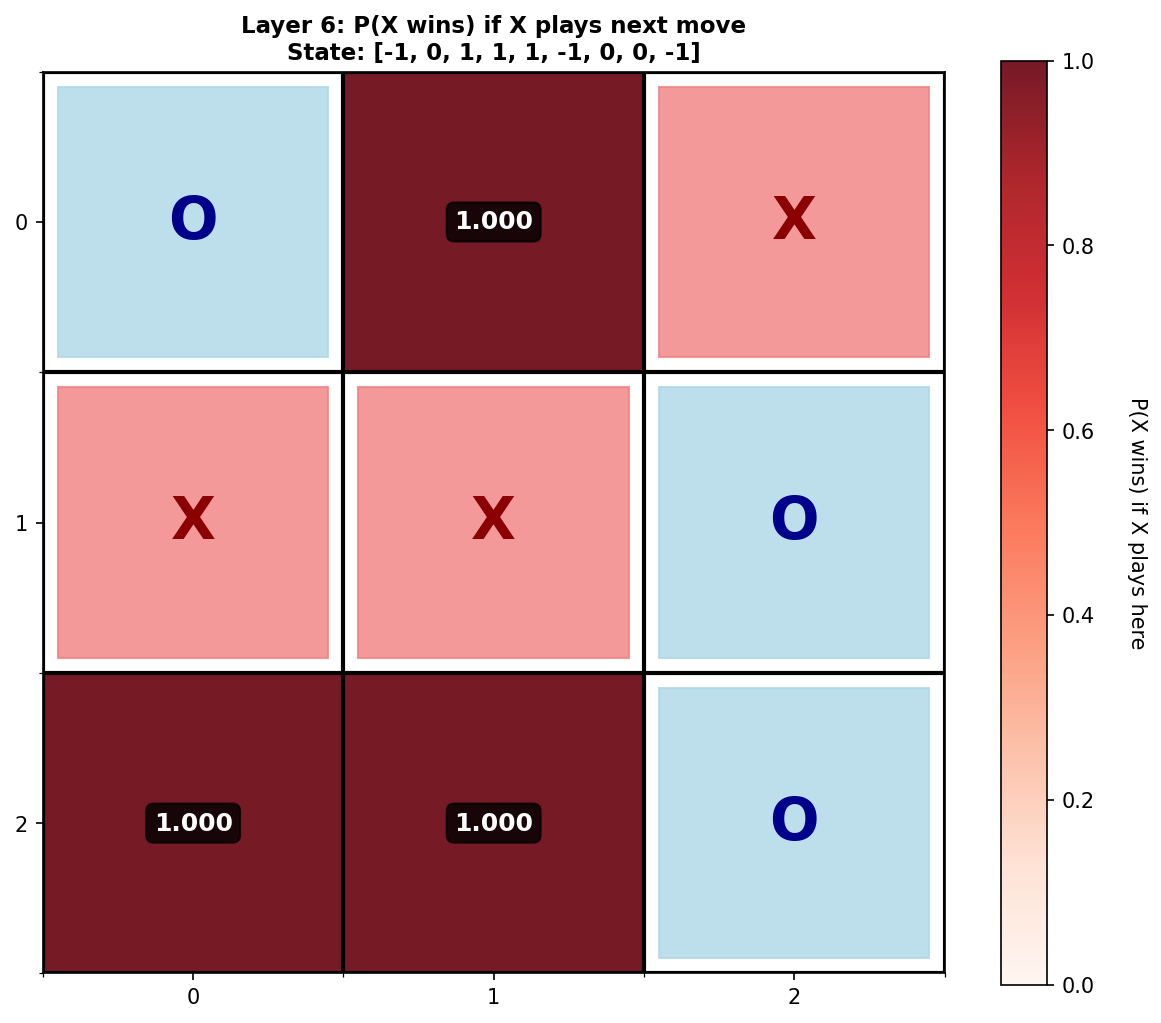 Layer 6: P(X wins) if X plays next move
State: [-1, 0, 1, 1, 1, -1, 0, 0, -1]
0
O
1.000
X
1
X
X
O
2
1.000
1.000
O
0
1
2
1.0
0.8
0.6
0.4
0.2
0.0
P(X wins) if X plays here